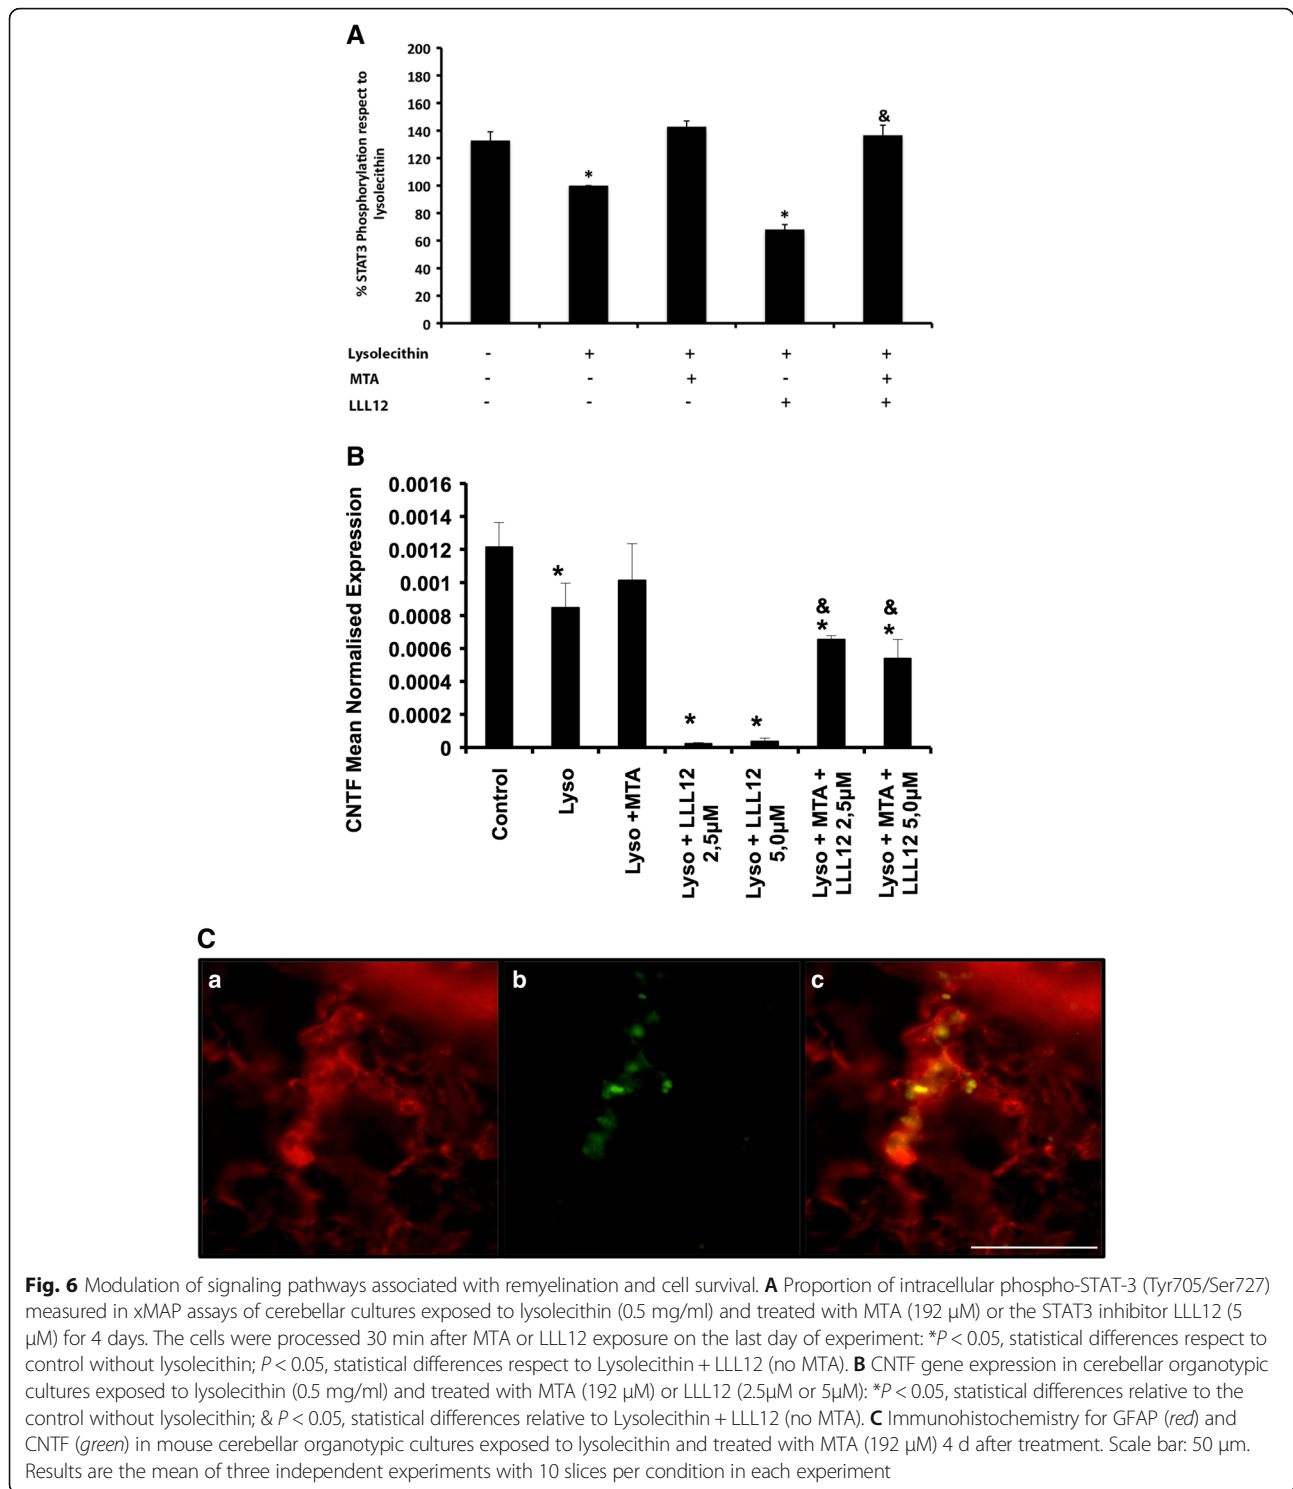 A
200
180
160
140
120
100
80
60
40
20
0
% STAT3 Phosphorylation respect to
lysolecithin
*
*
&
Lysolecithin - + + + +
MTA - - + - +
LLL12 - - - + +
B
CNTF Mean Normalised Expression
0.0016
0.0014
0.0012
0.001
0.0008
0.0006
0.0004
0.0002
0
*
*
*
&
*
&
*
Control
Lyso
Lyso +MTA
Lyso + LLL12
2,5µM
Lyso + LLL12
5,0µM
Lyso + MTA +
LLL12 2,5µM
Lyso + MTA +
LLL12 5,0µM
C
a
b
c
Fig. 6 Modulation of signaling pathways associated with remyelination and cell survival. A Proportion of intracellular phospho-STAT-3 (Tyr705/Ser727)
measured in xMAP assays of cerebellar cultures exposed to lysolecithin (0.5 mg/ml) and treated with MTA (192 µM) or the STAT3 inhibitor LLL12 (5
µM) for 4 days. The cells were processed 30 min after MTA or LLL12 exposure on the last day of experiment: *P < 0.05, statistical differences respect to
control without lysolecithin; P < 0.05, statistical differences respect to Lysolecithin + LLL12 (no MTA). B CNTF gene expression in cerebellar organotypic
cultures exposed to lysolecithin (0.5 mg/ml) and treated with MTA (192 µM) or LLL12 (2.5µM or 5µM): *P < 0.05, statistical differences relative to the
control without lysolecithin; & P < 0.05, statistical differences relative to Lysolecithin + LLL12 (no MTA). C Immunohistochemistry for GFAP (red) and
CNTF (green) in mouse cerebellar organotypic cultures exposed to lysolecithin and treated with MTA (192 µM) 4 d after treatment. Scale bar: 50 µm.
Results are the mean of three independent experiments with 10 slices per condition in each experiment